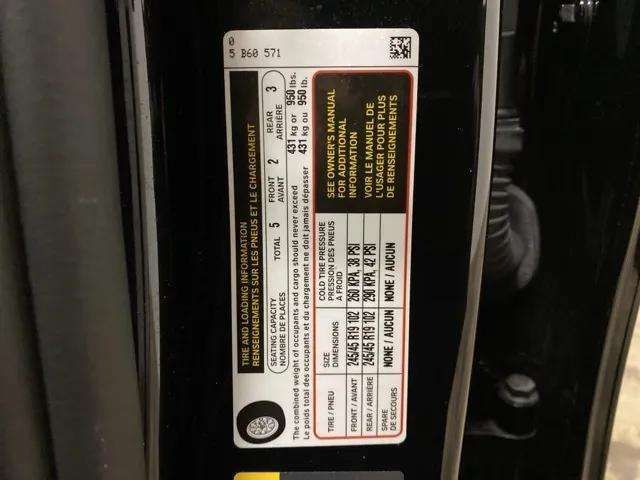 0
5 B60 571
TIRE AND LOADING INFORMATION
RENSEIGNEMENTS SUR LES PNEUS ET LE CHARGEMENT
SEATING CAPACITY
NOMBRE DE PLACES
TOTAL 5
FRONT
AVANT
2
REAR
ARRIÈRE
3
The combined weight of occupants and cargo should never exceed 431 kg or 950 lbs.
Le poids total des occupants et du chargement ne doit jamais dépasser 431 kg ou 950 lb.
TIRE / PNEU
SIZE
DIMENSIONS
COLD TIRE PRESSURE
PRESSION DES PNEUS
A FROID
FRONT / AVANT 245/45 R19 102 260 KPA, 38 PSI
REAR / ARRIÈRE 245/45 R19 102 290 KPA, 42 PSI
SPARE
DE SECOURS
NONE / AUCUN NONE / AUCUN
SEE OWNER'S MANUAL
FOR ADDITIONAL
INFORMATION
VOIR LE MANUEL DE
L'USAGER POUR PLUS
DE RENSEIGNEMENTS